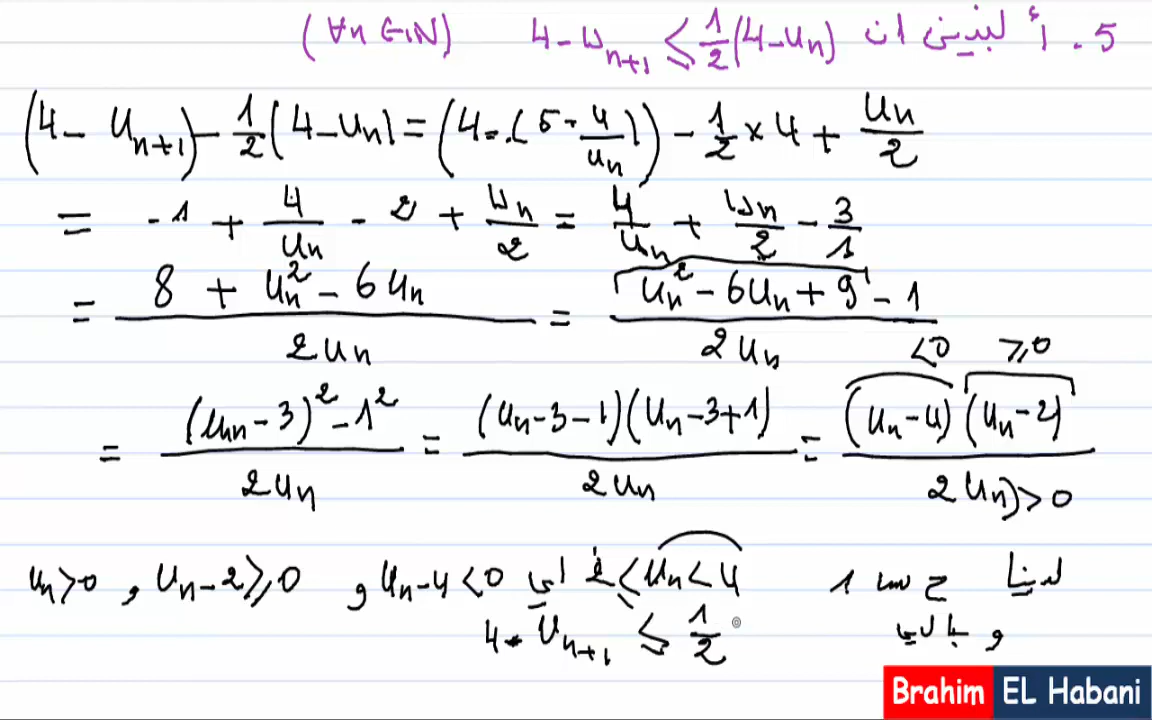 5. أ لنبين ان 4-u_{n+1} ≤ 1/2 (4-u_n) (∀n ∈ IN)
(4 - u_{n+1}) - 1/2 (4-u_n) = (4 - (5 - 4/u_n)) - 1/2 × 4 + u_n/2
= -1 + 4/u_n - 2 + u_n/2 = 4/u_n + u_n/2 - 3/1
= (8 + u_n² - 6u_n)/(2u_n) = (u_n² - 6u_n + 9 - 1)/(2u_n)
<0 ≥0
= ((u_n - 3)² - 1²)/(2u_n) = ((u_n-3-1)(u_n-3+1))/(2u_n) = ((u_n-4)(u_n-2))/(2u_n) >0
لدينا ح س 1 2 ≤ u_n < 4 اي u_n-4 <0 و u_n-2 ≥ 0 و u_n>0
و بالتالي 4 - u_{n+1} ≤ 1/2
Brahim EL Habani